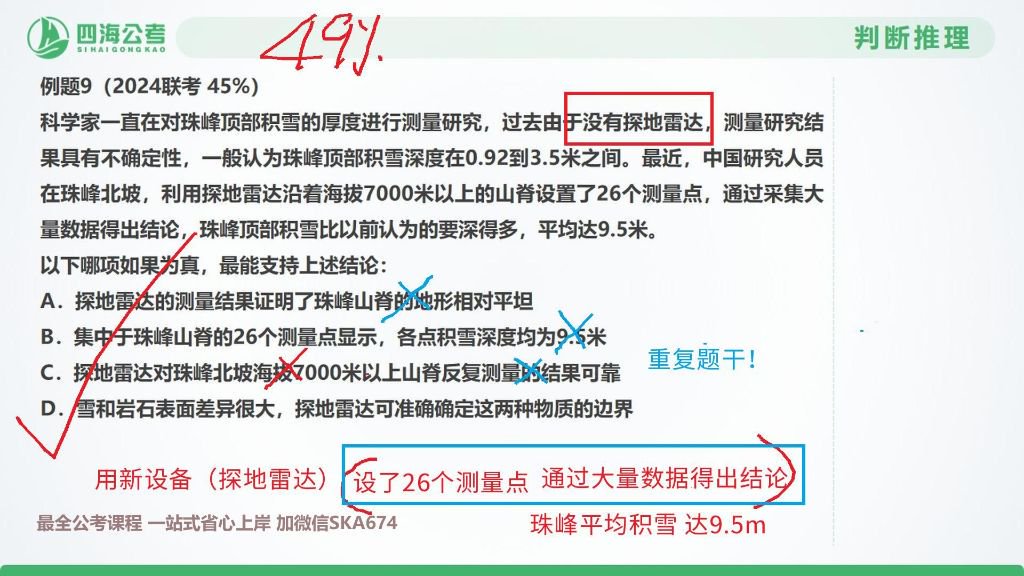 四海公考
SIHAIGONGKAO
49%
判断推理
例题9（2024联考 45%）
科学家一直在对珠峰顶部积雪的厚度进行测量研究，过去由于没有探地雷达，测量研究结
果具有不确定性，一般认为珠峰顶部积雪深度在0.92到3.5米之间。最近，中国研究人员
在珠峰北坡，利用探地雷达沿着海拔7000米以上的山脊设置了26个测量点，通过采集大
量数据得出结论，珠峰顶部积雪比以前认为的要深得多，平均达9.5米。
以下哪项如果为真，最能支持上述结论：
A．探地雷达的测量结果证明了珠峰山脊的地形相对平坦
B．集中于珠峰山脊的26个测量点显示，各点积雪深度均为9.5米
C．探地雷达对珠峰北坡海拔7000米以上山脊反复测量的结果可靠
重复题干！
D．雪和岩石表面差异很大，探地雷达可准确确定这两种物质的边界
用新设备（探地雷达）设了26个测量点 通过大量数据得出结论
最全公考课程 一站式省心上岸 加微信SKA674
珠峰平均积雪 达9.5m